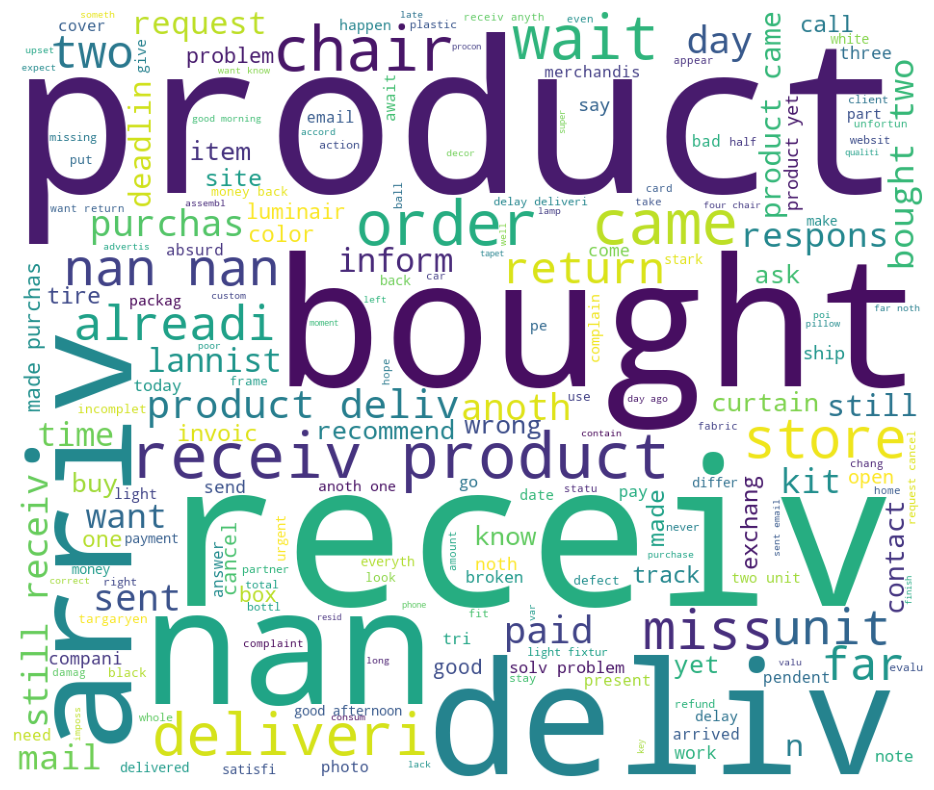 someth
late
receiv anyth
even
cover
request
happen
plastic
wait
call
upset
two
give
problem
chair
day
white
expect
want know
merchandis
appear
three
product
procon
await
say
product came
product yet
client
bought two
deadlin
good morning
email
super
part
missing
accord
action
bad
half
unfortun
put
item
decor
websit
qualiti
site
money back
ball
card
want return
assembl
delay deliveri
take
four chair
purchas
luminair
order
lamp
came
make
advertis
color
well
respons
absurd
inform
tapet
come
nan nan
return
stark
ask
back
car
tire
packag
custom
left
bought
pe
complain
poi
pillow
far noth
made purchas
arriv
alreadi
moment
poor
lannist
hope
ship
today
frame
use
day ago
incomplet
product deliv
anoth
curtain
still
time
invoic
recommend
wrong
contain
fabric
store
receiv product
still receiv
buy
light
send
anoth one
go
date
statu
pay
made
differ
exchang
kit
chang
open
home
request cancel
want
one
payment
answer
cancel
urgent
receiv
amount
know
never
sent email
contact
money
correct
right
partner
everyth
look
noth
track
purchase
sent
total
box
broken
defect
two unit
finish
targaryen
bottl
phone
fit
var
nan
resid
paid
miss
unit
compani
complaint
long
tri
light fixtur
far
damag
black
good
solv problem
yet
pendent
valu
evalu
need
imposs
whole
good afternoon
stay
present
refund
deliveri
consum
deliv
delay
arrived
n
mail
delivered
satisfi
photo
lack
key
work
note